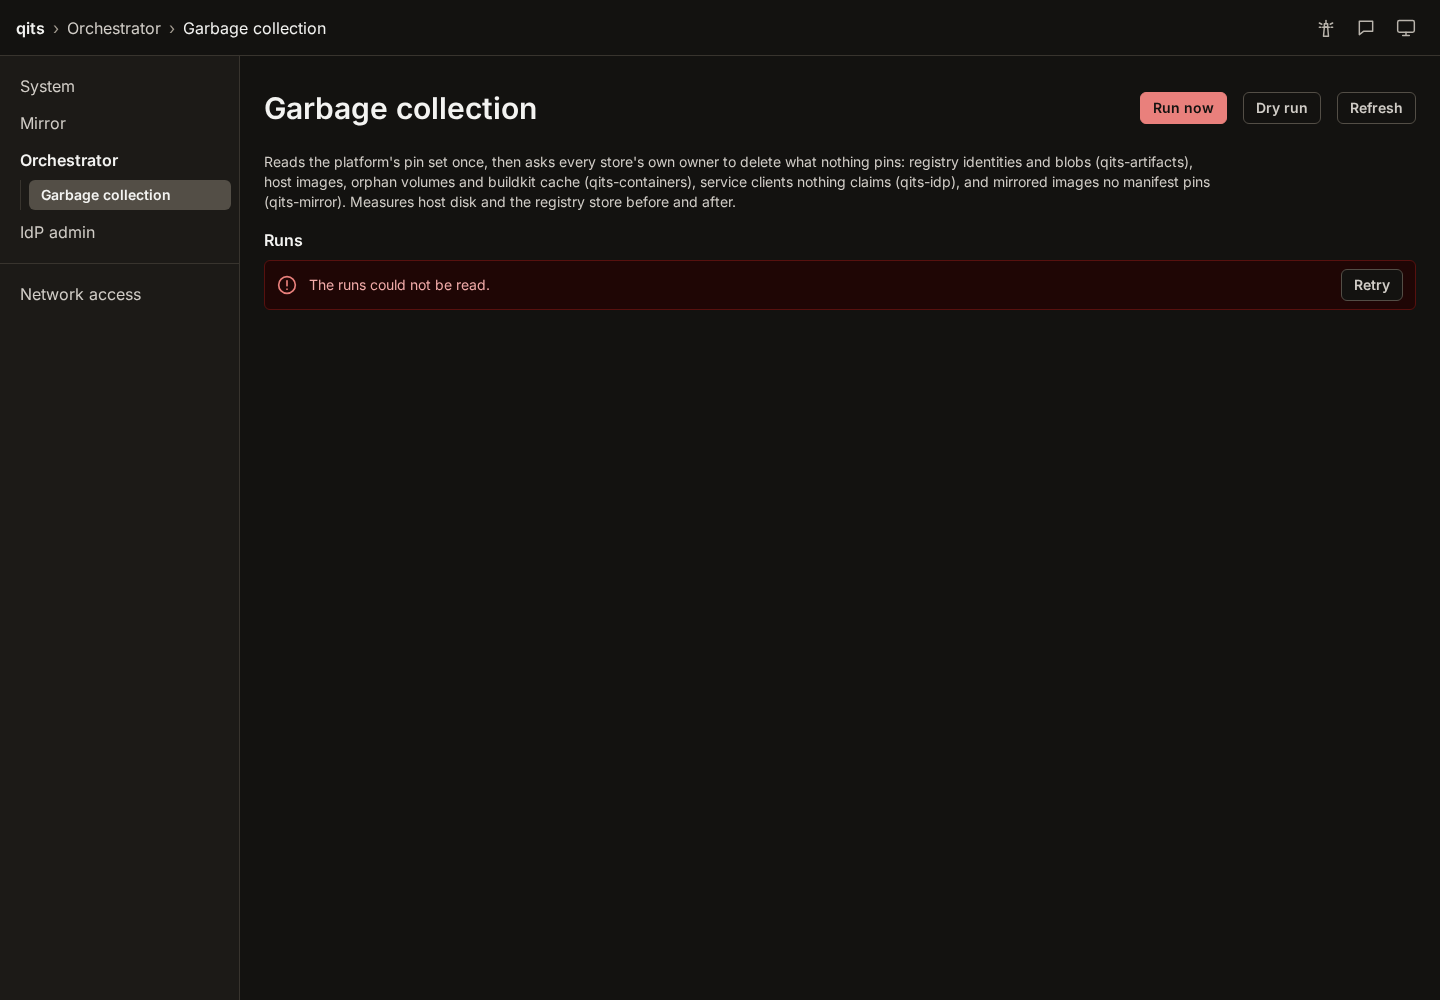 qits › Orchestrator › Garbage collection
System
Mirror
Orchestrator
Garbage collection
IdP admin
Network access
Garbage collection
Run now
Dry run
Refresh
Reads the platform's pin set once, then asks every store's own owner to delete what nothing pins: registry identities and blobs (qits-artifacts),
host images, orphan volumes and buildkit cache (qits-containers), service clients nothing claims (qits-idp), and mirrored images no manifest pins
(qits-mirror). Measures host disk and the registry store before and after.
Runs
The runs could not be read.
Retry